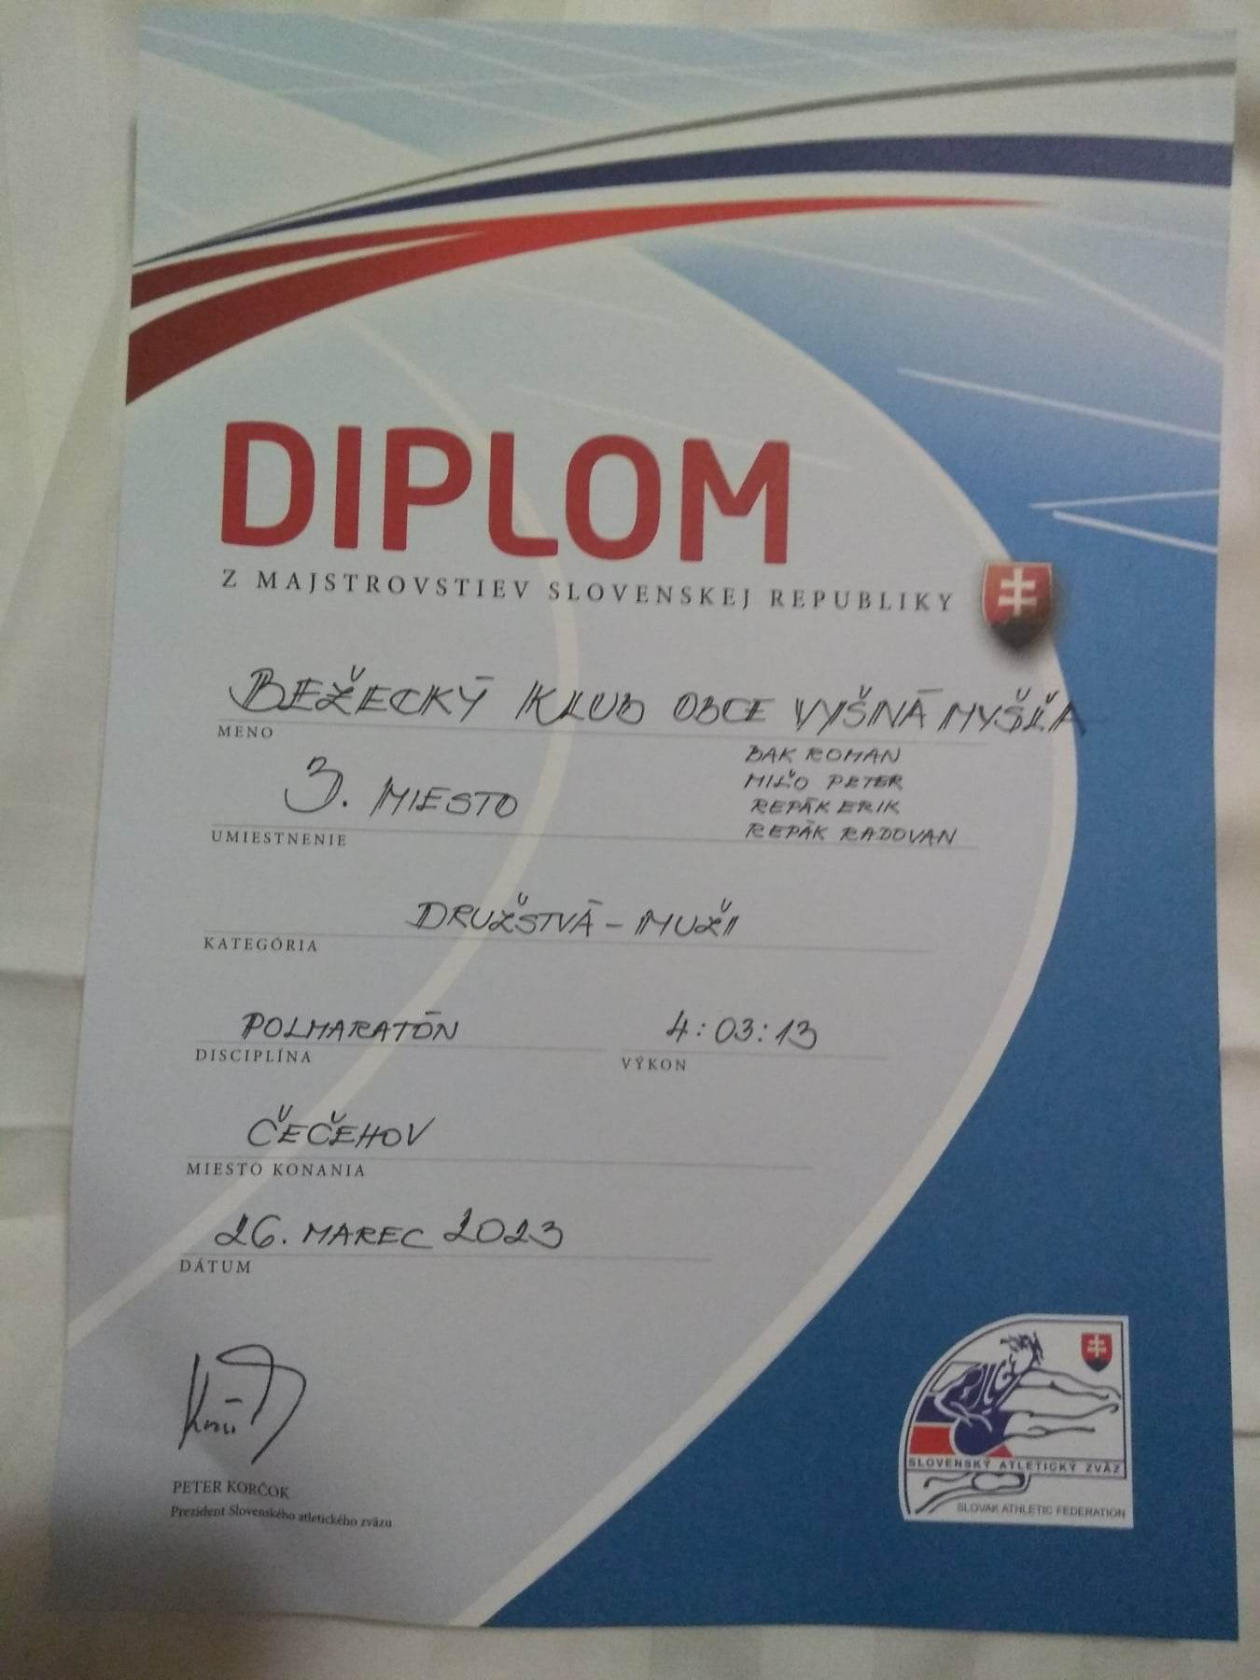 DIPLOM
Z MAJSTROVSTIEV SLOVENSKEJ REPUBLIKY
BEŽECKÝ KLUB OBCE VYŠNÁ MYŠĽA
MENO
BAK ROMAN
MIĽO PETER
REPÁK ERIK
REPÁK RADOVAN
3. MIESTO
UMIESTNENIE
DRUŽSTVÁ - MUŽI
KATEGÓRIA
POLMARATÓN 4:03:13
DISCIPLÍNA VÝKON
ČEČEHOV
MIESTO KONANIA
26. MAREC 2023
DÁTUM
PETER KORČOK
Prezident Slovenského atletického zväzu
SLOVENSKÝ ATLETICKÝ ZVÄZ
SLOVAK ATHLETIC FEDERATION